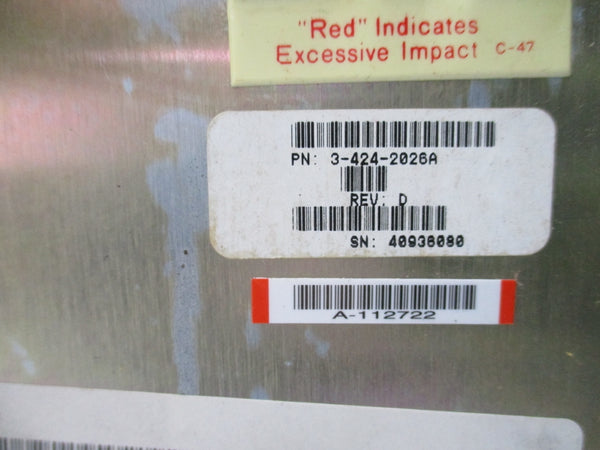 "Red" Indicates
Excessive Impact C-47
PN: 3-424-2026A
REV: D
SN: 40936080
A-112722